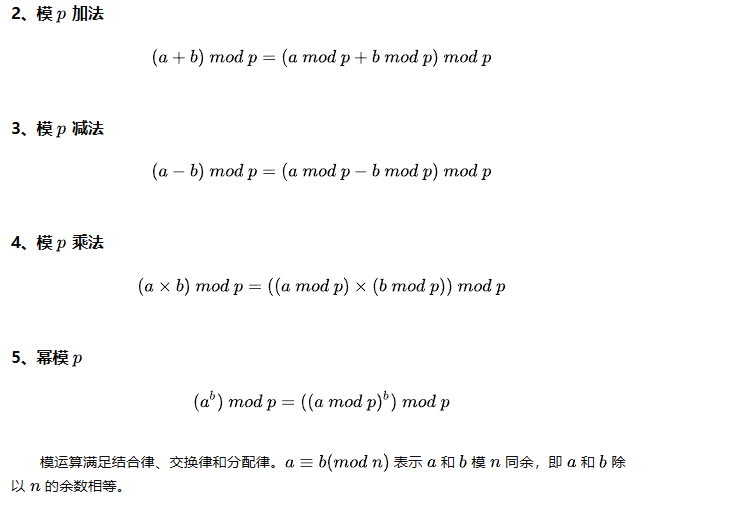 2、模 p 加法
(a + b) mod p = (a mod p + b mod p) mod p
3、模 p 减法
(a − b) mod p = (a mod p − b mod p) mod p
4、模 p 乘法
(a × b) mod p = ((a mod p) × (b mod p)) mod p
5、幂模 p
(a^b) mod p = ((a mod p)^b) mod p
模运算满足结合律、交换律和分配律。a ≡ b(mod n) 表示 a 和 b 模 n 同余，即 a 和 b 除
以 n 的余数相等。